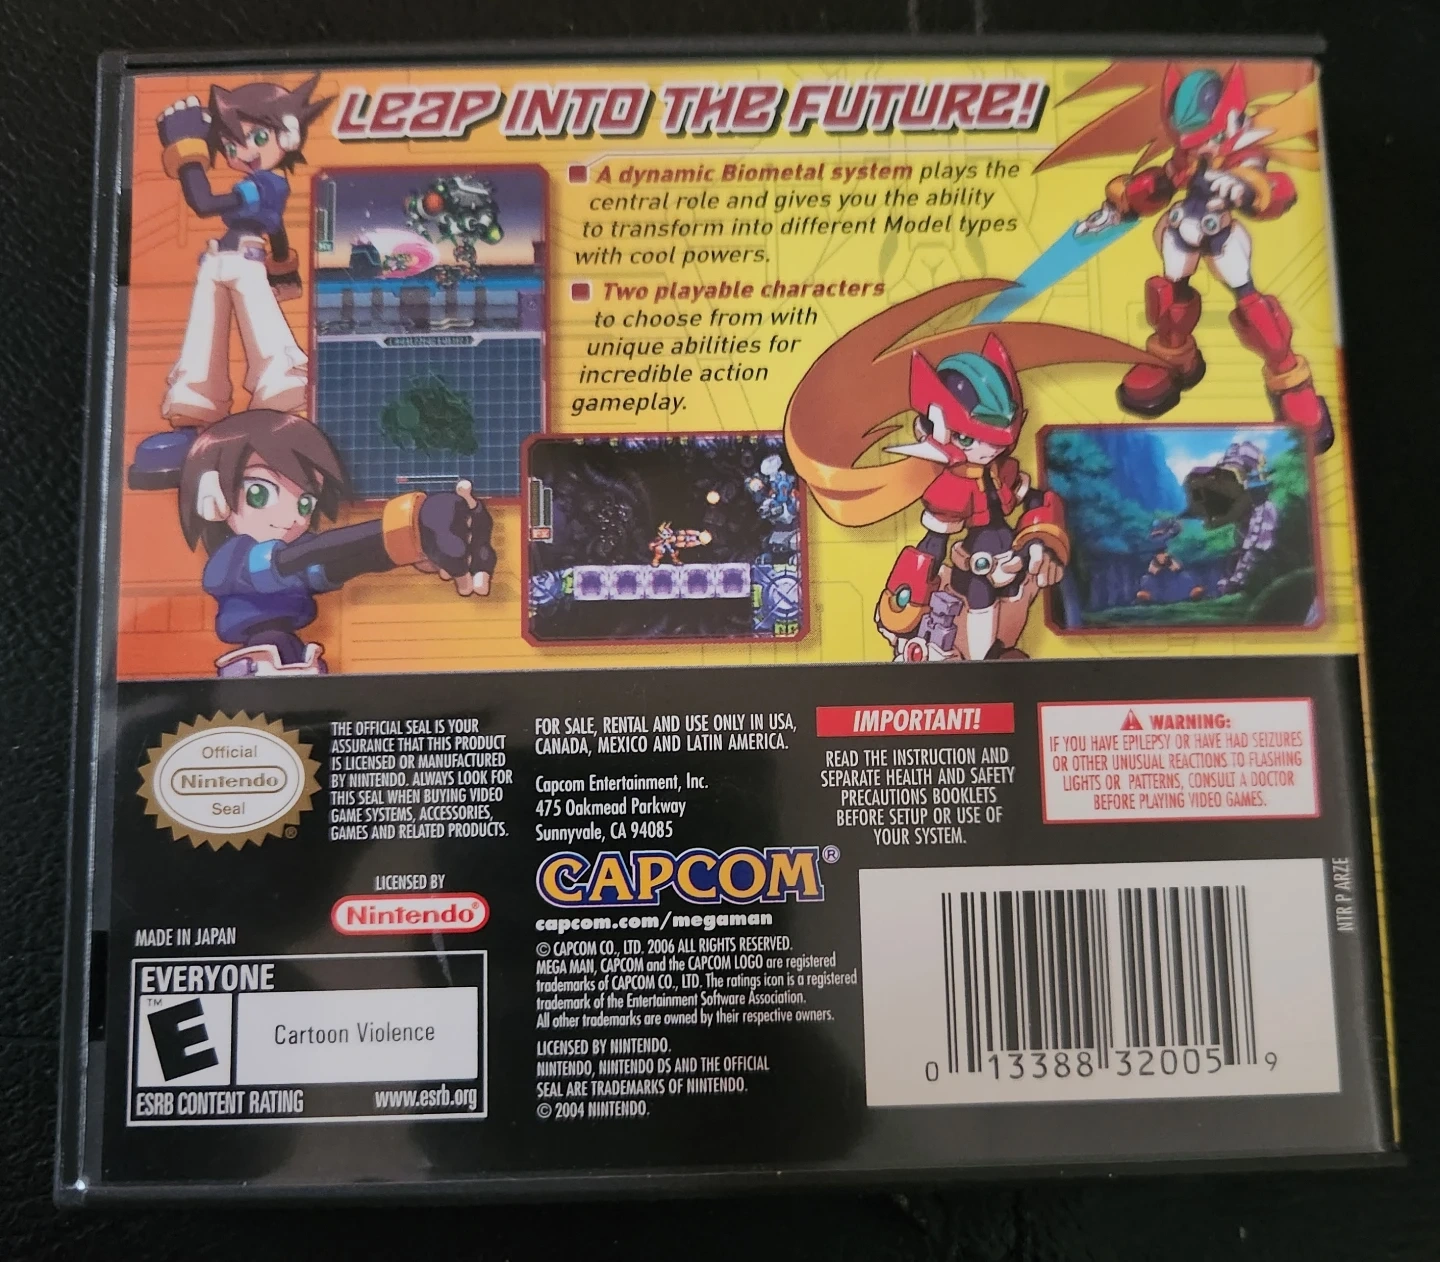 LEAP INTO THE FUTURE!
A dynamic Biometal system plays the
central role and gives you the ability
to transform into different Model types
with cool powers.
Two playable characters
to choose from with
unique abilities for
incredible action
gameplay.
Official
Nintendo
Seal
®
THE OFFICIAL SEAL IS YOUR
ASSURANCE THAT THIS PRODUCT
IS LICENSED OR MANUFACTURED
BY NINTENDO. ALWAYS LOOK FOR
THIS SEAL WHEN BUYING VIDEO
GAME SYSTEMS, ACCESSORIES,
GAMES AND RELATED PRODUCTS.
LICENSED BY
Nintendo®
MADE IN JAPAN
EVERYONE
TM
E
Cartoon Violence
ESRB CONTENT RATING www.esrb.org
FOR SALE, RENTAL AND USE ONLY IN USA,
CANADA, MEXICO AND LATIN AMERICA.
Capcom Entertainment, Inc.
475 Oakmead Parkway
Sunnyvale, CA 94085
CAPCOM®
capcom.com/megaman
© CAPCOM CO., LTD. 2006 ALL RIGHTS RESERVED.
MEGA MAN, CAPCOM and the CAPCOM LOGO are registered
trademarks of CAPCOM CO., LTD. The ratings icon is a registered
trademark of the Entertainment Software Association.
All other trademarks are owned by their respective owners.
LICENSED BY NINTENDO.
NINTENDO, NINTENDO DS AND THE OFFICIAL
SEAL ARE TRADEMARKS OF NINTENDO.
© 2004 NINTENDO.
IMPORTANT!
READ THE INSTRUCTION AND
SEPARATE HEALTH AND SAFETY
PRECAUTIONS BOOKLETS
BEFORE SETUP OR USE OF
YOUR SYSTEM.
WARNING:
IF YOU HAVE EPILEPSY OR HAVE HAD SEIZURES
OR OTHER UNUSUAL REACTIONS TO FLASHING
LIGHTS OR PATTERNS, CONSULT A DOCTOR
BEFORE PLAYING VIDEO GAMES.
NTR P ARZE
0 13388 32005 9